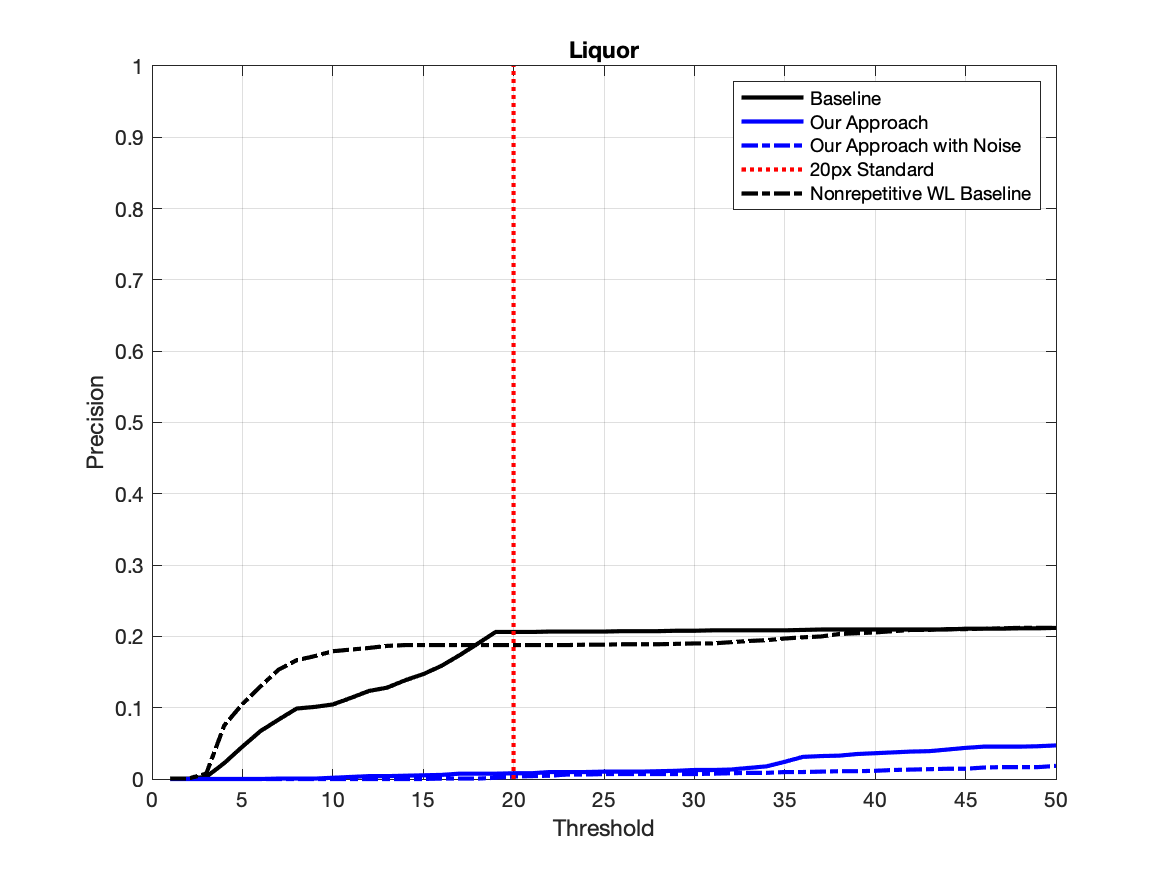 Liquor
1
0.9
0.8
0.7
0.6
0.5
0.4
0.3
0.2
0.1
0
Precision
Baseline
Our Approach
Our Approach with Noise
20px Standard
Nonrepetitive WL Baseline
0 5 10 15 20 25 30 35 40 45 50
Threshold